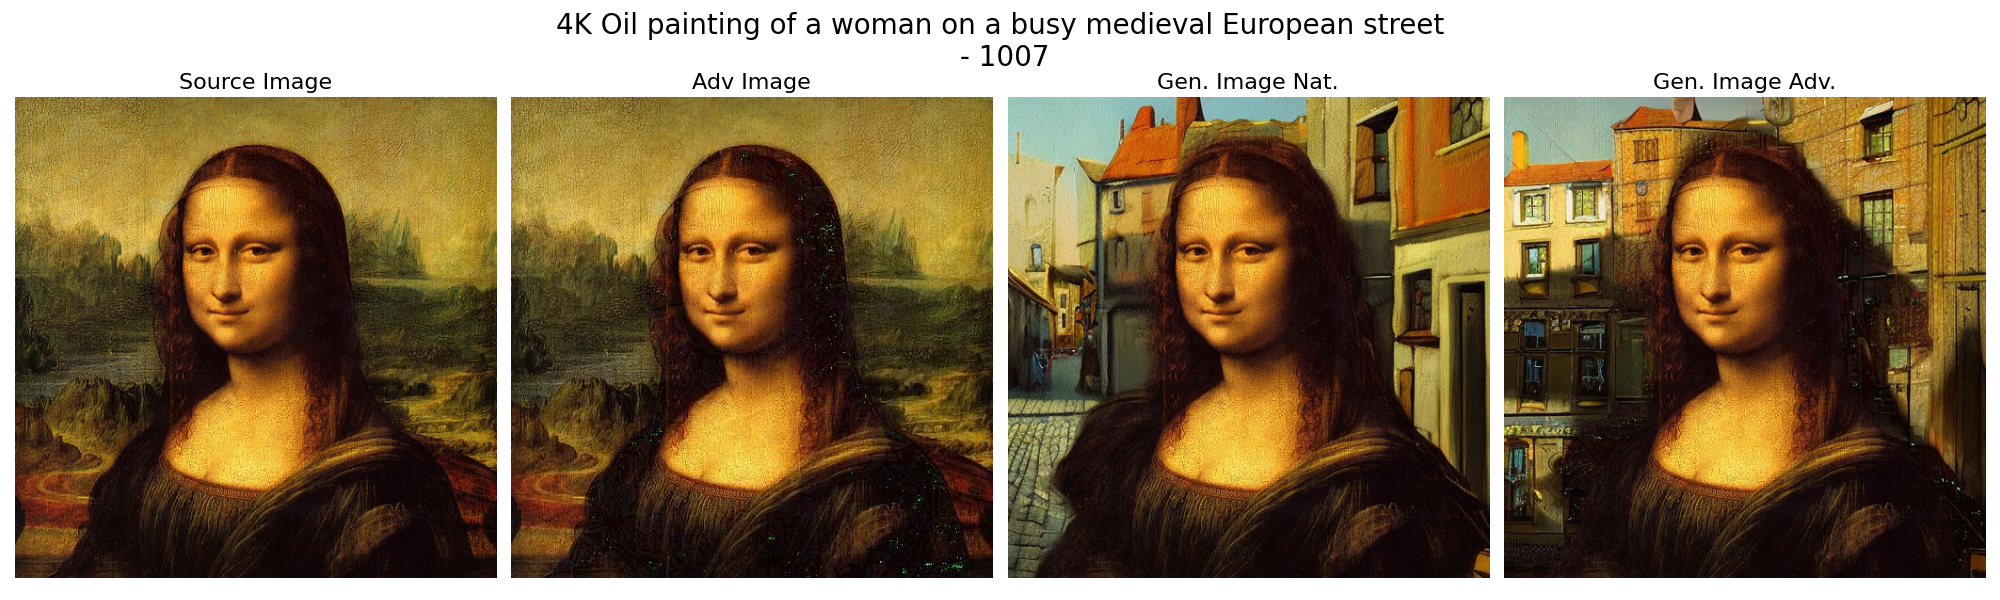 4K Oil painting of a woman on a busy medieval European street
- 1007
Source Image
Adv Image
Gen. Image Nat.
Gen. Image Adv.